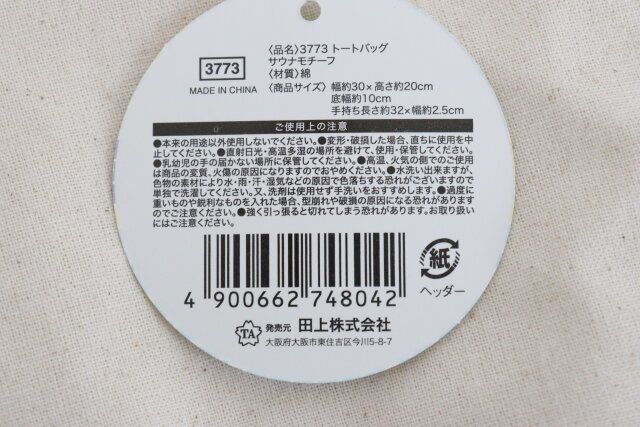 3773
MADE IN CHINA
〈品名〉3773 トートバッグ
サウナモチーフ
〈材質〉綿
〈商品サイズ〉 幅約30×高さ約20cm
底幅約10cm
手持ち長さ約32×幅約2.5cm
ご使用上の注意
●本来の用途以外使用しないでください。●変形・破損した場合、直ちに使用を中
止してください。●直射日光・高温多湿の場所を避けて、使用・保管してください。
●乳幼児の手の届かない場所に保管してください。●高温、火気の側でのご使用
は商品の変質、火傷の原因になりますのでおやめください。●水洗い出来ますが、
色物の素材により水・雨・汗・湿気などの原因で色落ちする恐れがございますので
単独で洗濯してください。又、洗剤は使用せず手洗いをおすすめします。●過度に
重いものや鋭利なものを入れた場合、型崩れや破損の原因になる恐れがあります
のでご注意ください。●強く引っ張ると切れてしまう恐れがあります。お取り扱い
にはご注意ください。
4 900662 748042
紙
ヘッダー
TA 発売元 田上株式会社
大阪府大阪市東住吉区今川5-8-7